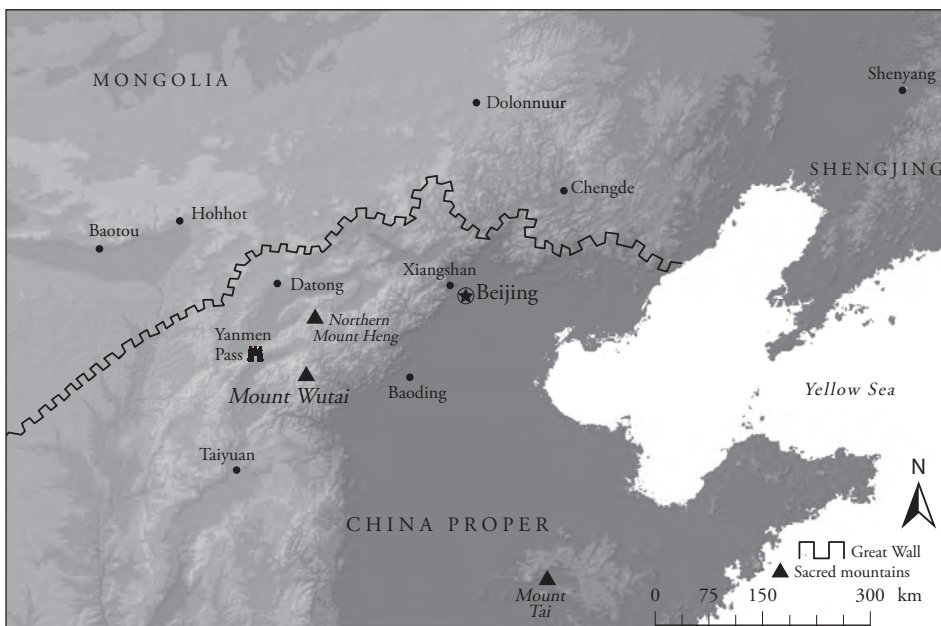 MONGOLIA
Shenyang
Dolonnuur
SHENGJING
Chengde
Hohhot
Baotou
Xiangshan
Datong
Beijing
Northern
Mount Heng
Yanmen
Pass
Mount Wutai
Baoding
Yellow Sea
Taiyuan
N
CHINA PROPER
Great Wall
Sacred mountains
Mount
Tai
0 75 150 300 km